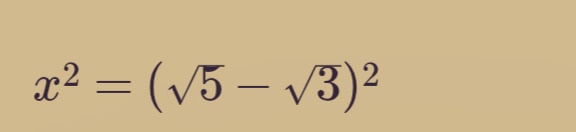 x² = (√5 − √3)²